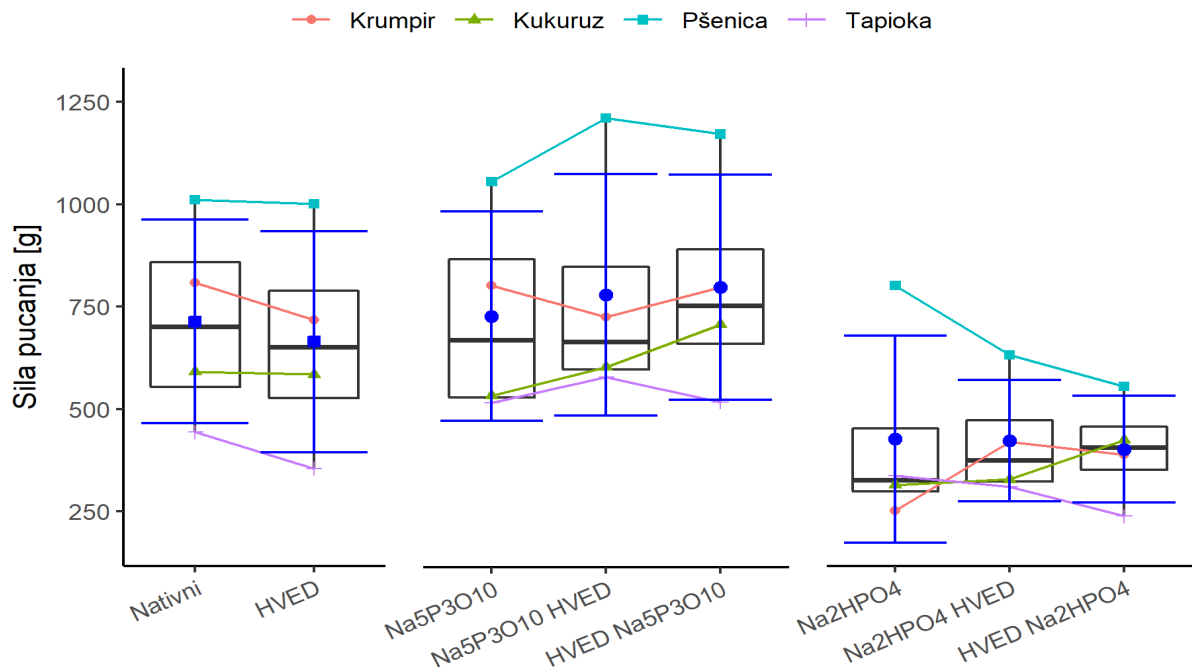 Krumpir Kukuruz Pšenica Tapioka
Sila pucanja [g]
1250
1000
750
500
250
Nativni
HVED
Na5P3O10
Na5P3O10 HVED
HVED Na5P3O10
Na2HPO4
Na2HPO4 HVED
HVED Na2HPO4